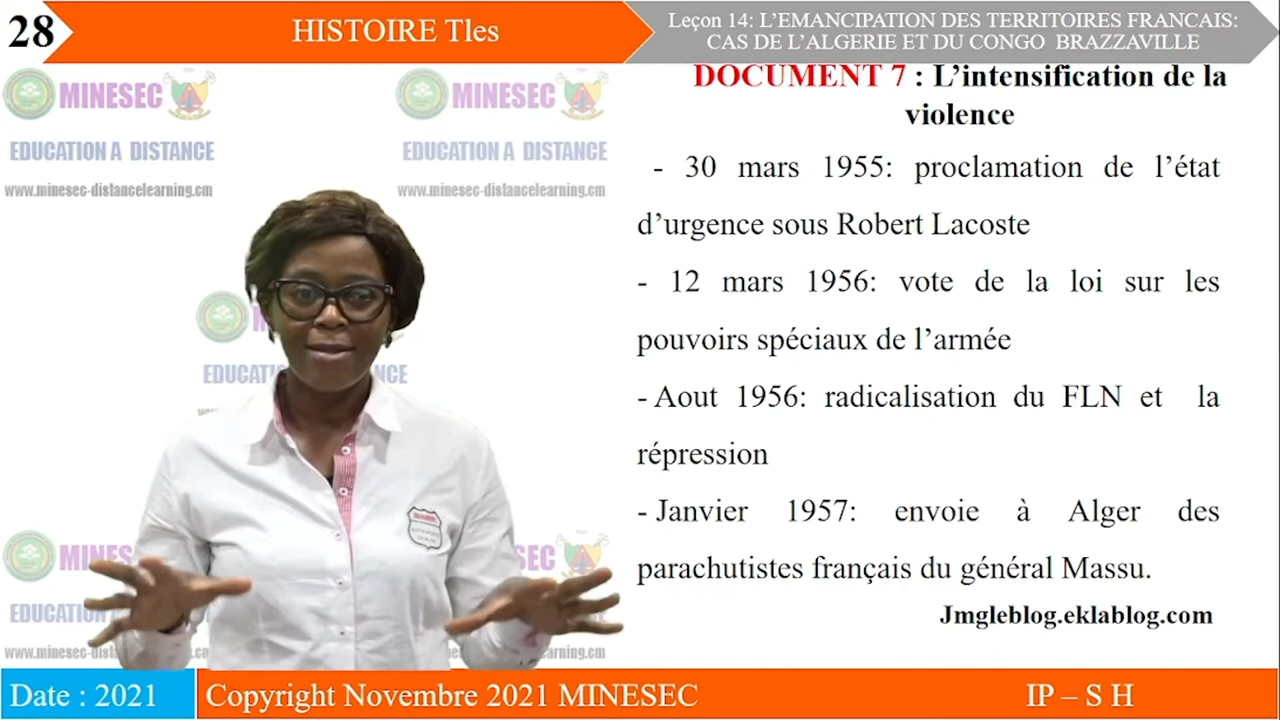 28
HISTOIRE Tles
Leçon 14: L’EMANCIPATION DES TERRITOIRES FRANCAIS:
CAS DE L’ALGERIE ET DU CONGO BRAZZAVILLE
MINESEC
EDUCATION A DISTANCE
www.minesec-distancelearning.cm
MINESEC
EDUCATION A DISTANCE
www.minesec-distancelearning.cm
DOCUMENT 7 : L’intensification de la
violence
- 30 mars 1955: proclamation de l’état
d’urgence sous Robert Lacoste
- 12 mars 1956: vote de la loi sur les
pouvoirs spéciaux de l’armée
- Aout 1956: radicalisation du FLN et la
répression
- Janvier 1957: envoie à Alger des
parachutistes français du général Massu.
Jmgleblog.eklablog.com
Date : 2021
Copyright Novembre 2021 MINESEC
IP – S H